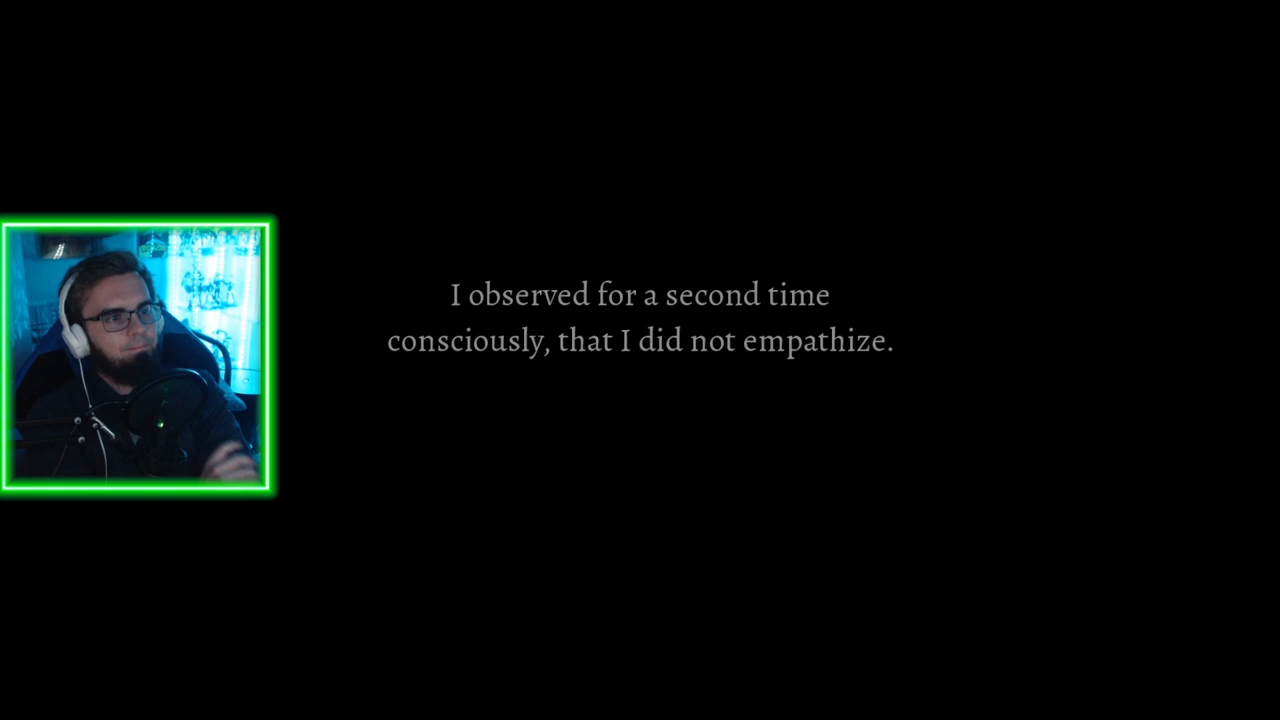 I observed for a second time
consciously, that I did not empathize.